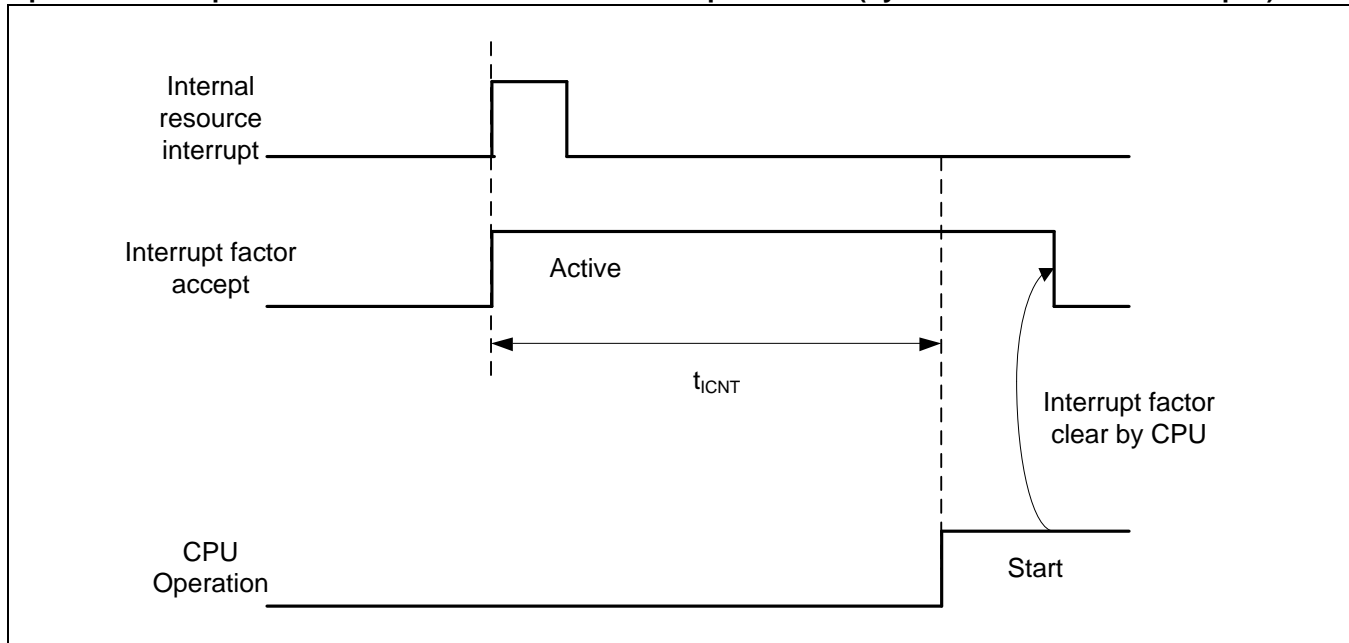 Internal
resource
interrupt
Interrupt factor
accept
Active
tICNT
Interrupt factor
clear by CPU
CPU
Operation
Start